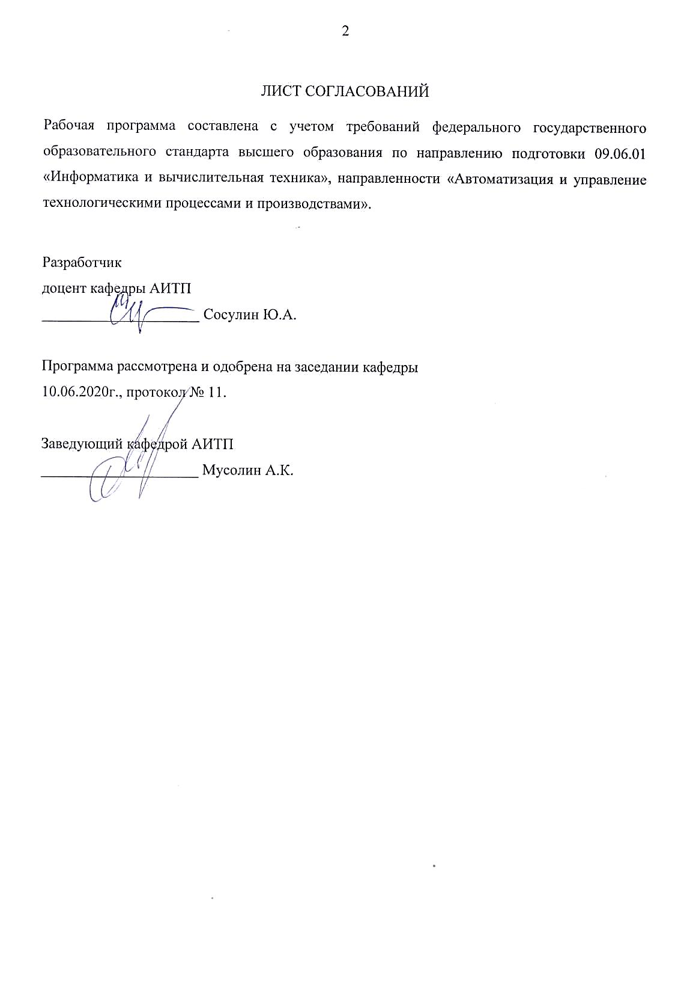 2
ЛИСТ СОГЛАСОВАНИЙ
Рабочая программа составлена с учетом требований федерального государственного
образовательного стандарта высшего образования по направлению подготовки 09.06.01
«Информатика и вычислительная техника», направленности «Автоматизация и управление
технологическими процессами и производствами».
Разработчик
доцент кафедры АИТП
Сосулин Ю.А.
Программа рассмотрена и одобрена на заседании кафедры
10.06.2020г., протокол № 11.
Заведующий кафедрой АИТП
Мусолин А.К.